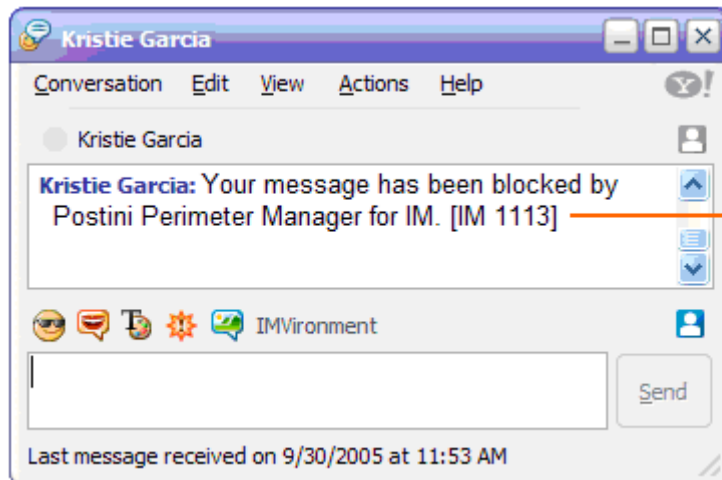 Kristie Garcia
Conversation Edit View Actions Help
Y!
Kristie Garcia
Kristie Garcia: Your message has been blocked by
Postini Perimeter Manager for IM. [IM 1113]
IMVironment
Send
Last message received on 9/30/2005 at 11:53 AM